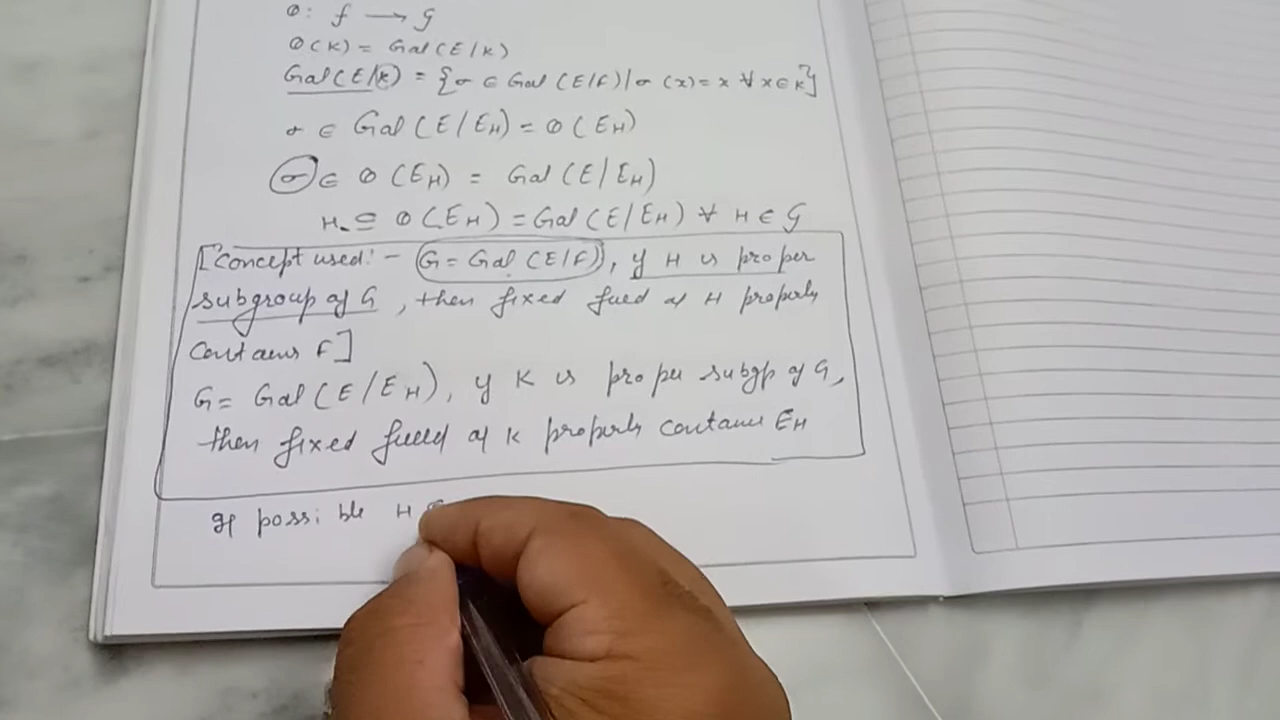 Φ: f → g
Φ(K) = Gal(E/K)
Gal(E/K) = {σ ∈ Gal(E/F) | σ(x) = x ∀ x ∈ K}
σ ∈ Gal(E/E_H) = Φ(E_H)
σ ∈ Φ(E_H) = Gal(E/E_H)
H ⊆ Φ(E_H) = Gal(E/E_H) ∀ H ∈ g
[Concept used:- G = Gal(E/F), if H is proper
subgroup of G, then fixed field of H properly
contains F]
G = Gal(E/E_H), if K is proper subgp of G,
then fixed field of K properly contains E_H
If possible H